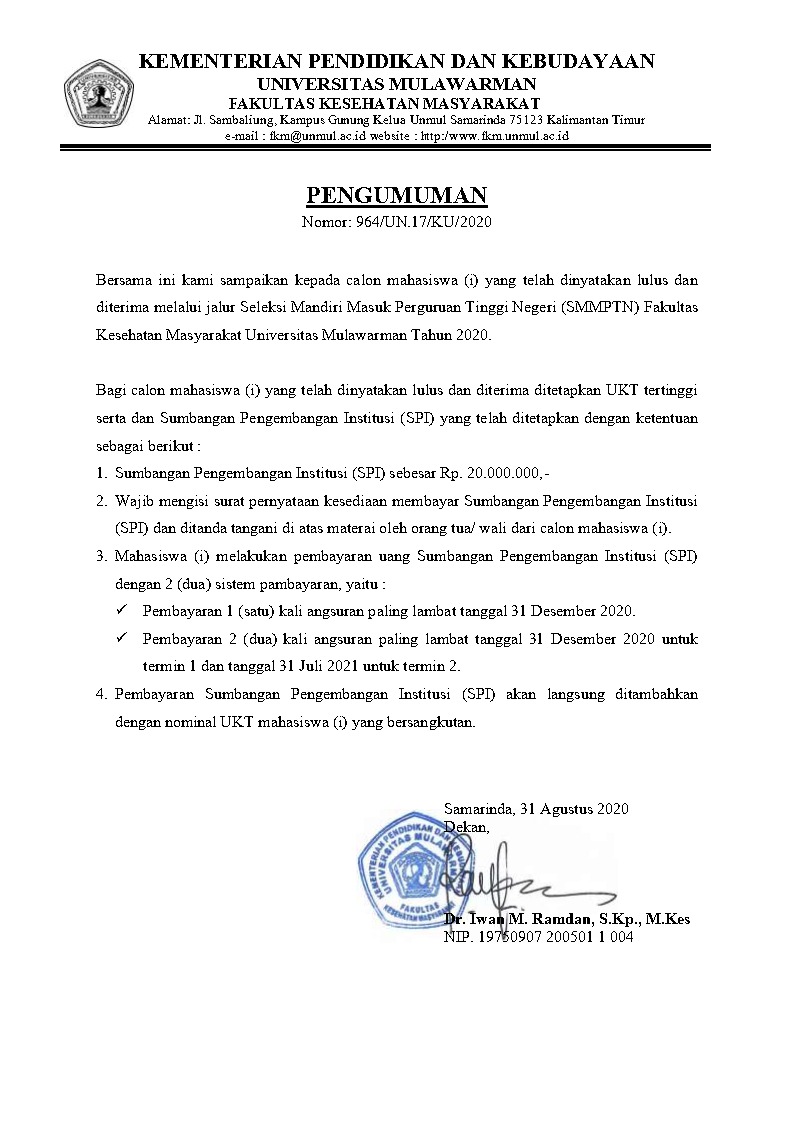 KEMENTERIAN PENDIDIKAN DAN KEBUDAYAAN
UNIVERSITAS MULAWARMAN
FAKULTAS KESEHATAN MASYARAKAT
Alamat: Jl. Sambaliung, Kampus Gunung Kelua Unmul Samarinda 75123 Kalimantan Timur
e-mail : fkm@unmul.ac.id website : http:/www.fkm.unmul.ac.id
PENGUMUMAN
Nomor: 964/UN.17/KU/2020
Bersama ini kami sampaikan kepada calon mahasiswa (i) yang telah dinyatakan lulus dan
diterima melalui jalur Seleksi Mandiri Masuk Perguruan Tinggi Negeri (SMMPTN) Fakultas
Kesehatan Masyarakat Universitas Mulawarman Tahun 2020.
Bagi calon mahasiswa (i) yang telah dinyatakan lulus dan diterima ditetapkan UKT tertinggi
serta dan Sumbangan Pengembangan Institusi (SPI) yang telah ditetapkan dengan ketentuan
sebagai berikut :
1. Sumbangan Pengembangan Institusi (SPI) sebesar Rp. 20.000.000,-
2. Wajib mengisi surat pernyataan kesediaan membayar Sumbangan Pengembangan Institusi
(SPI) dan ditanda tangani di atas materai oleh orang tua/ wali dari calon mahasiswa (i).
3. Mahasiswa (i) melakukan pembayaran uang Sumbangan Pengembangan Institusi (SPI)
dengan 2 (dua) sistem pambayaran, yaitu :
✓ Pembayaran 1 (satu) kali angsuran paling lambat tanggal 31 Desember 2020.
✓ Pembayaran 2 (dua) kali angsuran paling lambat tanggal 31 Desember 2020 untuk
termin 1 dan tanggal 31 Juli 2021 untuk termin 2.
4. Pembayaran Sumbangan Pengembangan Institusi (SPI) akan langsung ditambahkan
dengan nominal UKT mahasiswa (i) yang bersangkutan.
Samarinda, 31 Agustus 2020
Dekan,
KEMENTERIAN PENDIDIKAN DAN
UNIVERSITAS
FAKULTAS
KESEHATAN MASYARAKAT
Dr. Iwan M. Ramdan, S.Kp., M.Kes
NIP. 19750907 200501 1 004